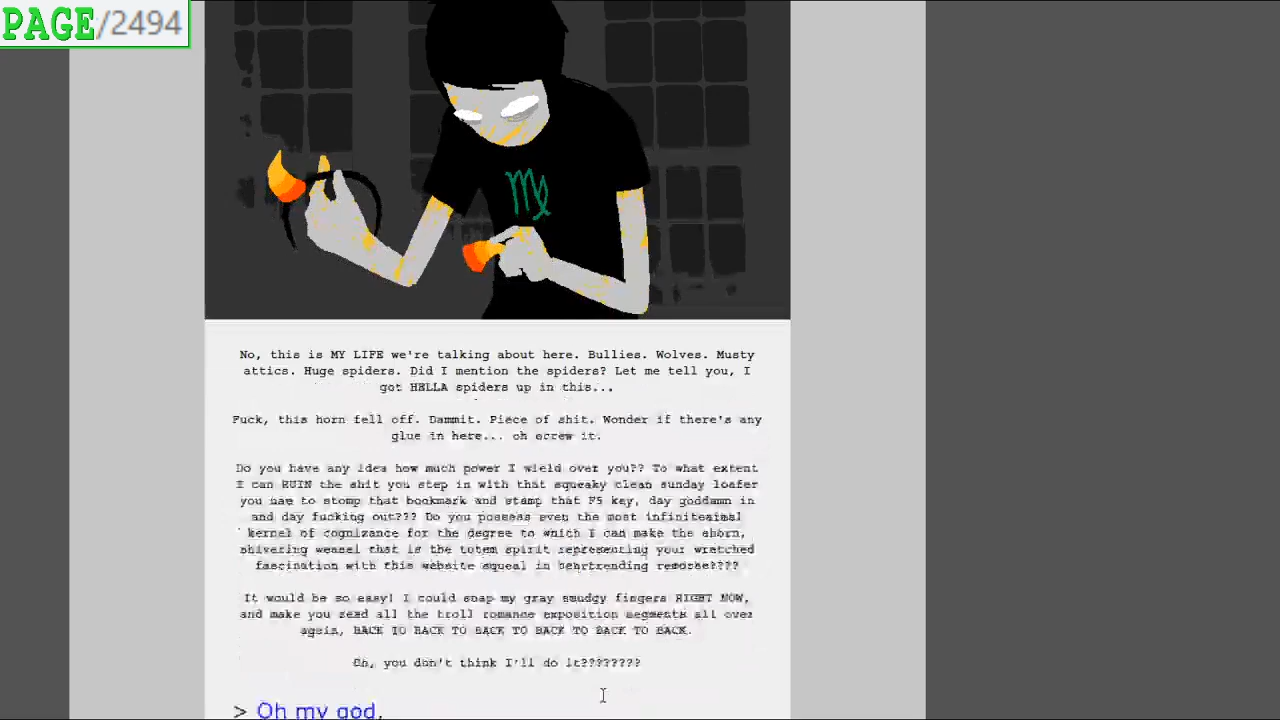 PAGE/2494
No, this is MY LIFE we're talking about here. Bullies. Wolves. Musty
attics. Huge spiders. Did I mention the spiders? Let me tell you, I
got HELLA spiders up in this...
Fuck, this horn fell off. Dammit. Piece of shit. Wonder if there's any
glue in here... oh screw it.
Do you have any idea how much power I wield over you?? To what extent
I can RUIN the shit you step in with that squeaky clean sunday loafer
you use to stomp that bookmark and stamp that F5 key, day goddamn in
and day fucking out??? Do you possess even the most infinitesimal
kernel of cognizance for the degree to which I can make the shorn,
shivering weasel that is the totem spirit representing your wretched
fascination with this website squeal in heartrending remorse????
It would be so easy! I could snap my gray smudgy fingers RIGHT NOW,
and make you read all the troll romance exposition segments all over
again, BACK TO BACK TO BACK TO BACK TO BACK TO BACK.
Oh, you don't think I'll do it????????
> Oh my god.